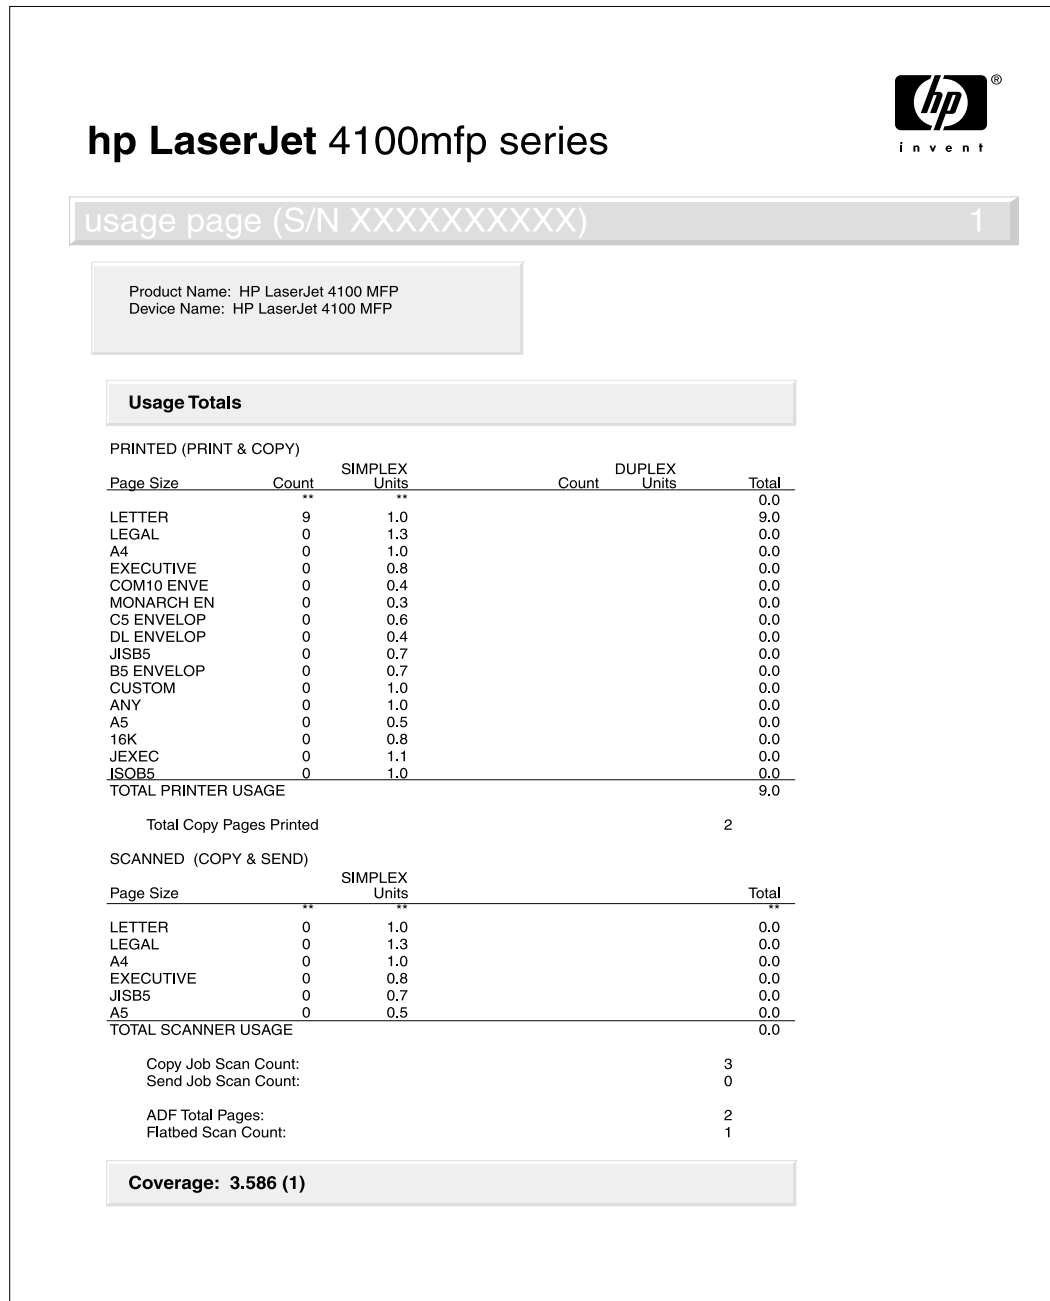 hp
®
invent
hp LaserJet 4100mfp series
usage page (S/N XXXXXXXXXX) 1
Product Name: HP LaserJet 4100 MFP
Device Name: HP LaserJet 4100 MFP
Usage Totals
PRINTED (PRINT & COPY)
SIMPLEX DUPLEX
Page Size Count Units Count Units Total
** ** 0.0
LETTER 9 1.0 9.0
LEGAL 0 1.3 0.0
A4 0 1.0 0.0
EXECUTIVE 0 0.8 0.0
COM10 ENVE 0 0.4 0.0
MONARCH EN 0 0.3 0.0
C5 ENVELOP 0 0.6 0.0
DL ENVELOP 0 0.4 0.0
JISB5 0 0.7 0.0
B5 ENVELOP 0 0.7 0.0
CUSTOM 0 1.0 0.0
ANY 0 1.0 0.0
A5 0 0.5 0.0
16K 0 0.8 0.0
JEXEC 0 1.1 0.0
ISOB5 0 1.0 0.0
TOTAL PRINTER USAGE 9.0
Total Copy Pages Printed 2
SCANNED (COPY & SEND)
SIMPLEX
Page Size Units Total
** ** **
LETTER 0 1.0 0.0
LEGAL 0 1.3 0.0
A4 0 1.0 0.0
EXECUTIVE 0 0.8 0.0
JISB5 0 0.7 0.0
A5 0 0.5 0.0
TOTAL SCANNER USAGE 0.0
Copy Job Scan Count: 3
Send Job Scan Count: 0
ADF Total Pages: 2
Flatbed Scan Count: 1
Coverage: 3.586 (1)